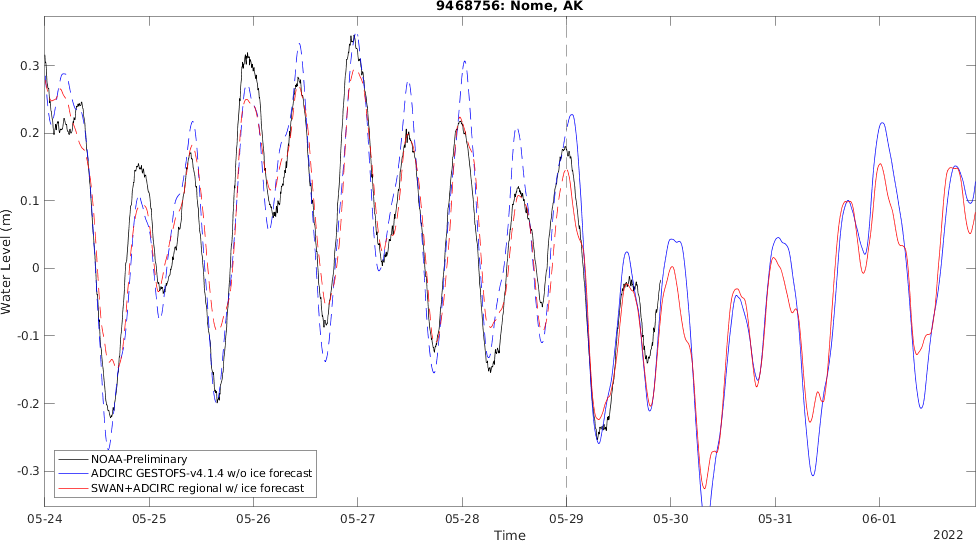 9468756: Nome, AK
Water Level (m)
0.3
0.2
0.1
0
-0.1
-0.2
-0.3
NOAA-Preliminary
ADCIRC GESTOFS-v4.1.4 w/o ice forecast
SWAN+ADCIRC regional w/ ice forecast
05-24 05-25 05-26 05-27 05-28 05-29 05-30 05-31 06-01
Time
2022